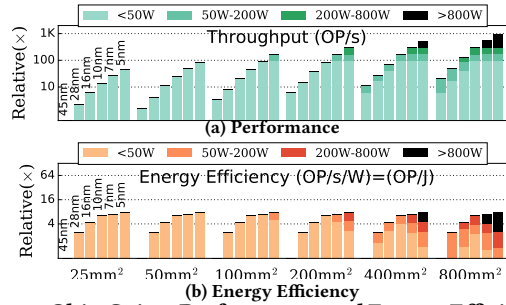 <50W 50W-200W 200W-800W >800W
Throughput (OP/s)
Relative(×)
1K
100
10
45nm 28nm 16nm 10nm 7nm 5nm
(a) Performance
<50W 50W-200W 200W-800W >800W
Energy Efficiency (OP/s/W)=(OP/J)
Relative(×)
64
16
4
45nm 28nm 16nm 10nm 7nm 5nm
25mm² 50mm² 100mm² 200mm² 400mm² 800mm²
(b) Energy Efficiency